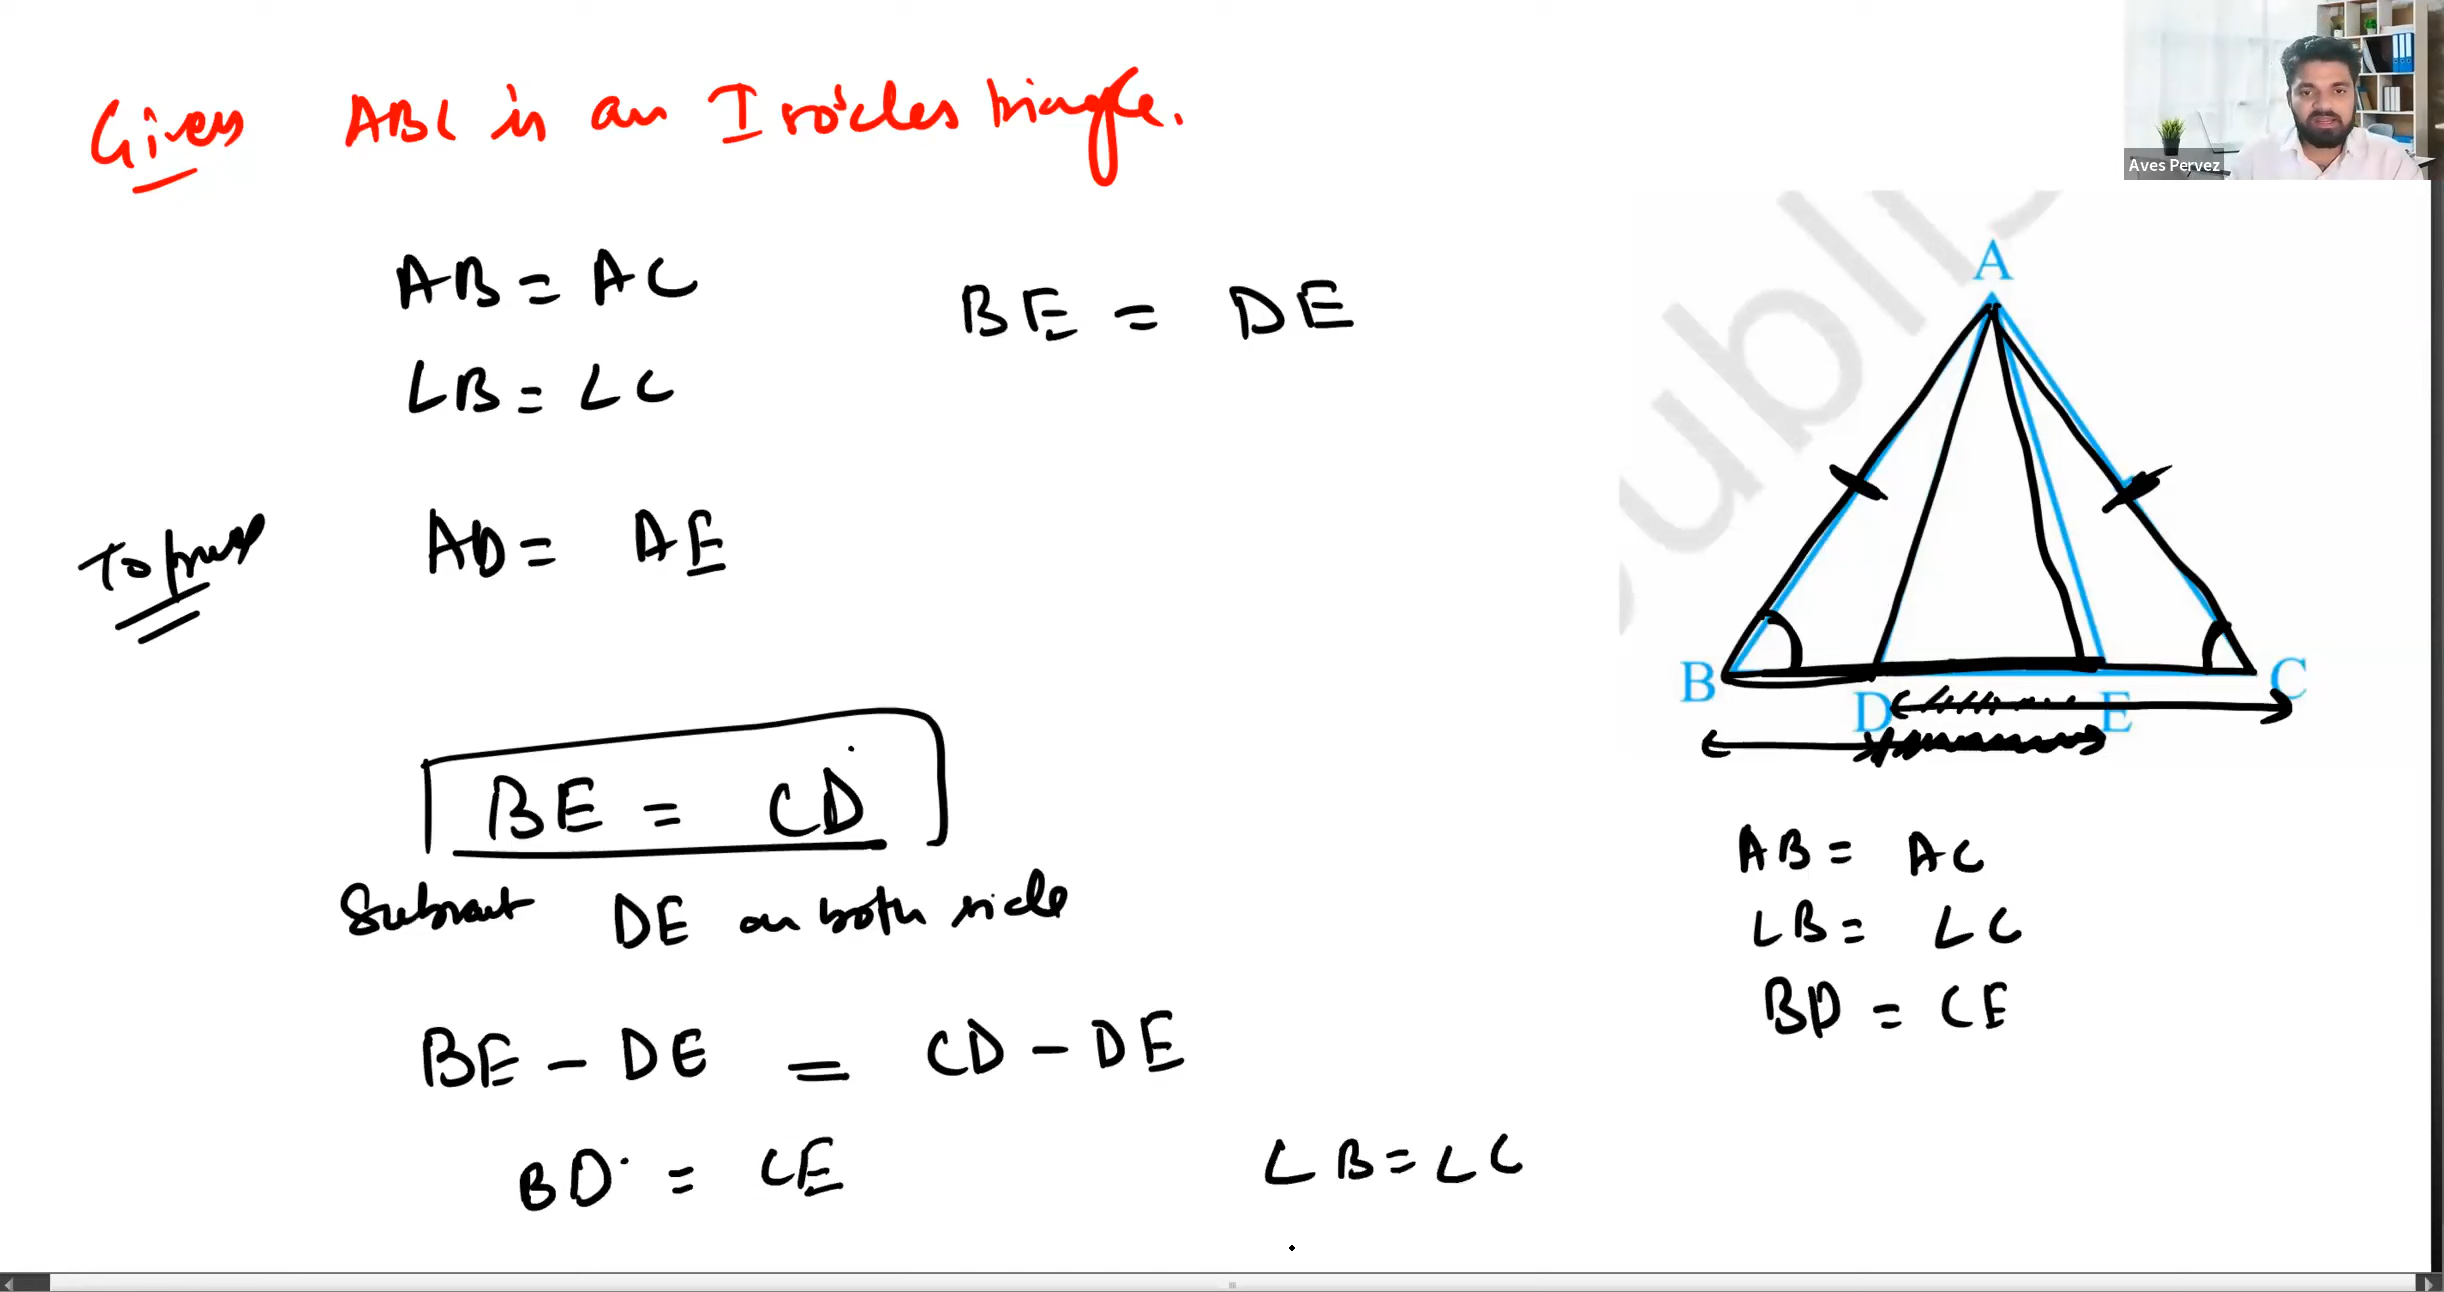 Given ABC is an Isosceles triangle.
Aves Pervez
AB = AC
BE = DE
∠B = ∠C
To prove AD = AE
A
B
C
D
E
BE = CD
Subtract DE on both side
BE - DE = CD - DE
BD = CE
∠B = ∠C
AB = AC
∠B = ∠C
BD = CE